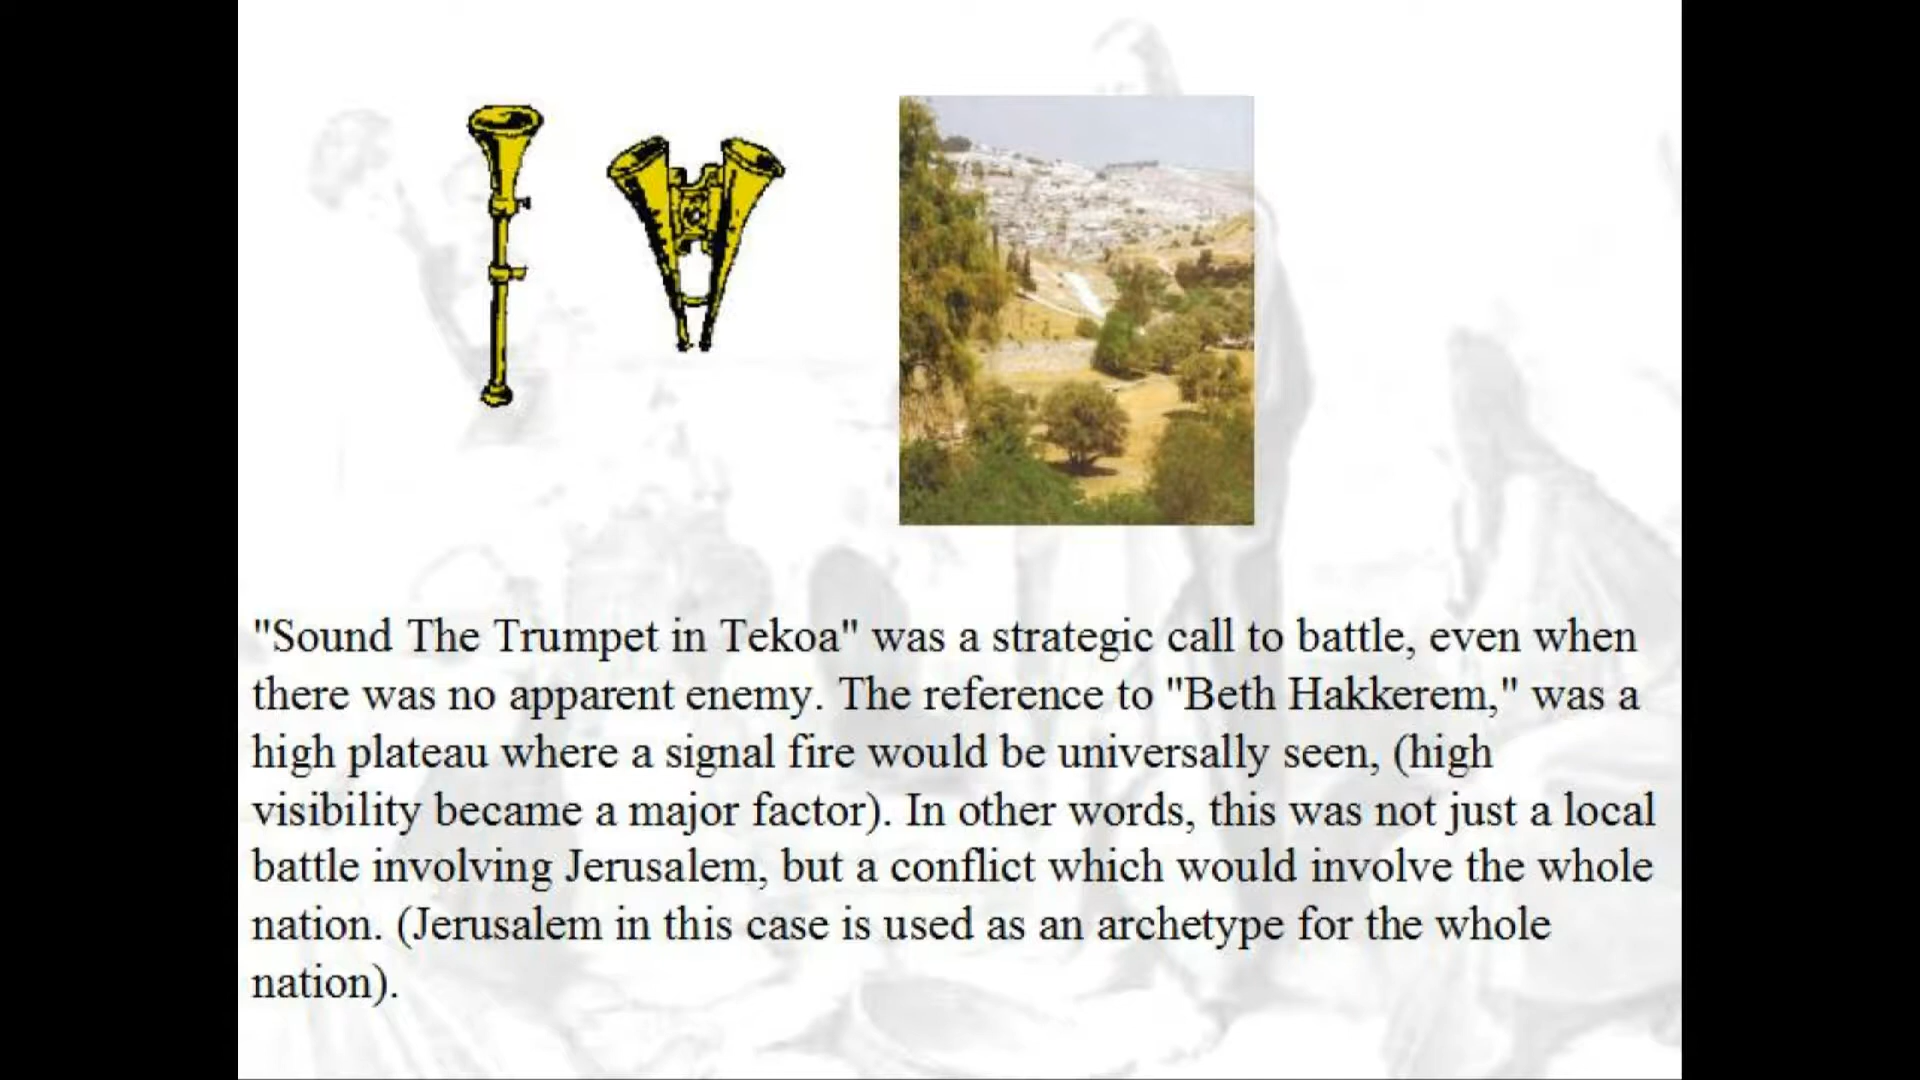 "Sound The Trumpet in Tekoa" was a strategic call to battle, even when
there was no apparent enemy. The reference to "Beth Hakkerem," was a
high plateau where a signal fire would be universally seen, (high
visibility became a major factor). In other words, this was not just a local
battle involving Jerusalem, but a conflict which would involve the whole
nation. (Jerusalem in this case is used as an archetype for the whole
nation).